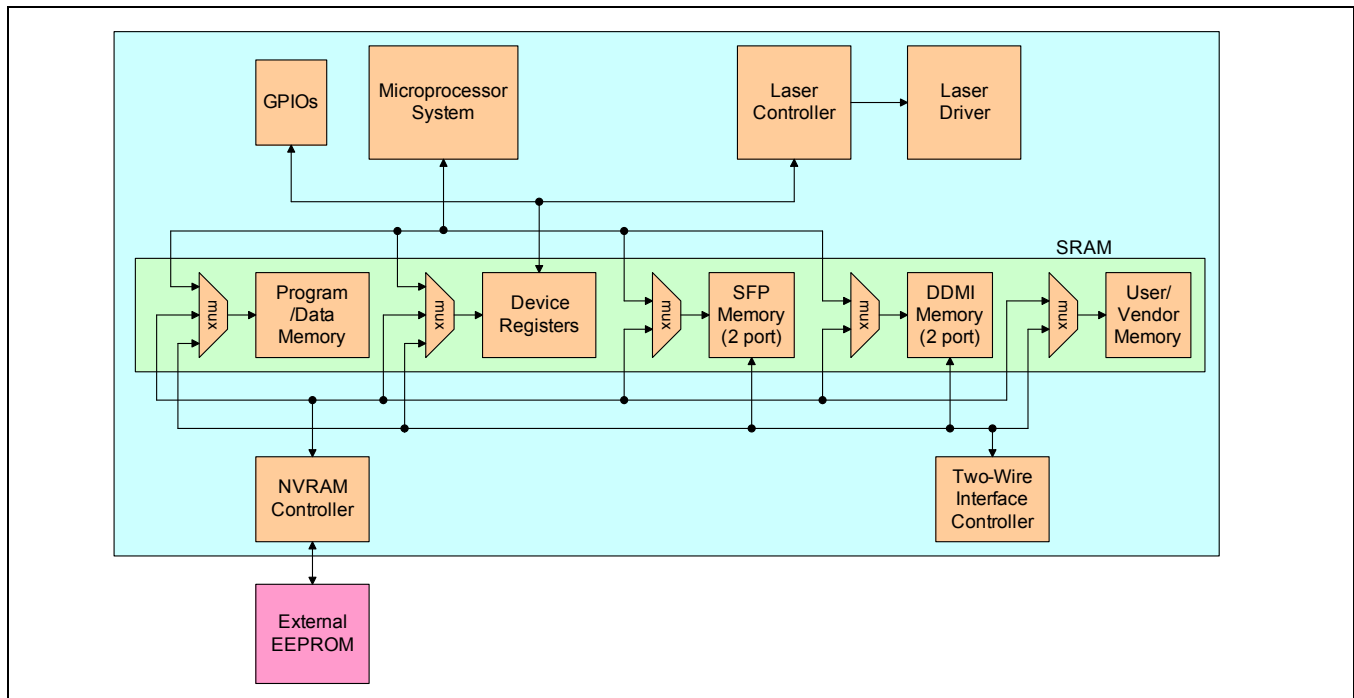 GPIOs
Microprocessor
System
Laser
Controller
Laser
Driver
SRAM
mux
Program
/Data
Memory
mux
Device
Registers
mux
SFP
Memory
(2 port)
mux
DDMI
Memory
(2 port)
mux
User/
Vendor
Memory
NVRAM
Controller
Two-Wire
Interface
Controller
External
EEPROM